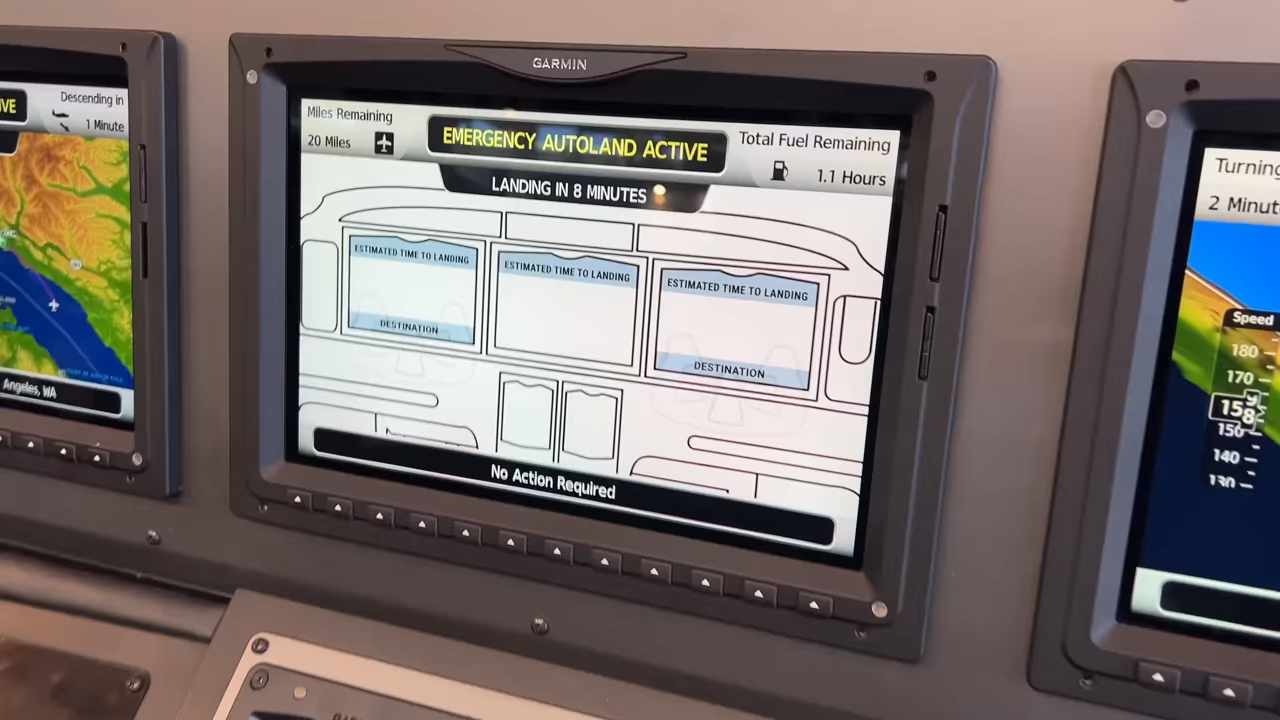 GARMIN
IVE
Descending in
1 Minute
Angeles, WA
Miles Remaining
20 Miles
EMERGENCY AUTOLAND ACTIVE
LANDING IN 8 MINUTES
Total Fuel Remaining
1.1 Hours
ESTIMATED TIME TO LANDING
DESTINATION
ESTIMATED TIME TO LANDING
ESTIMATED TIME TO LANDING
DESTINATION
No Action Required
Turning
2 Minut
Speed
180
170
158
150
140
130